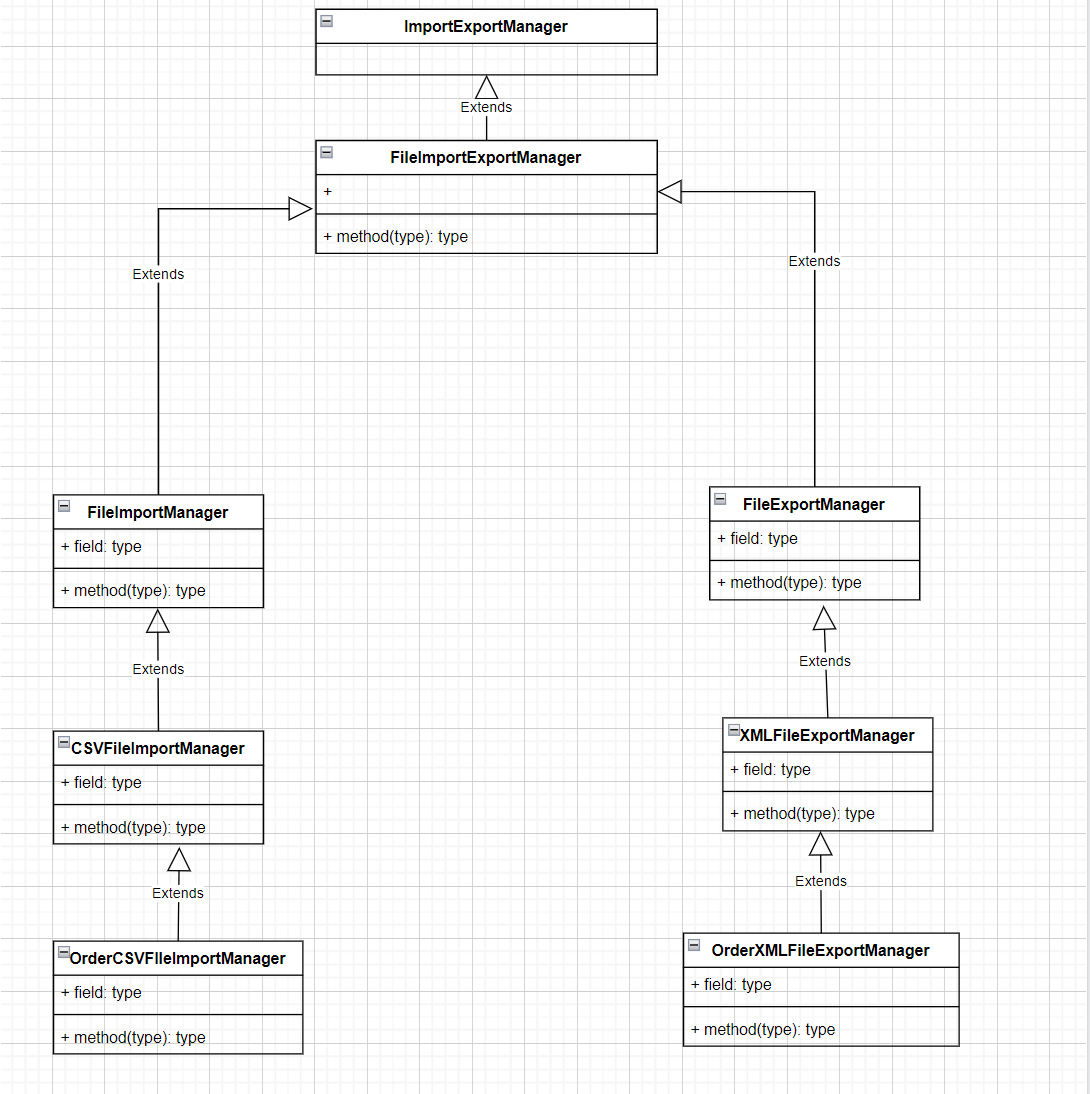 ImportExportManager
Extends
FileImportExportManager
+
+ method(type): type
Extends
Extends
FileImportManager
+ field: type
+ method(type): type
FileExportManager
+ field: type
+ method(type): type
Extends
Extends
CSVFileImportManager
+ field: type
+ method(type): type
XMLFileExportManager
+ field: type
+ method(type): type
Extends
Extends
OrderCSVFIleImportManager
+ field: type
+ method(type): type
OrderXMLFileExportManager
+ field: type
+ method(type): type